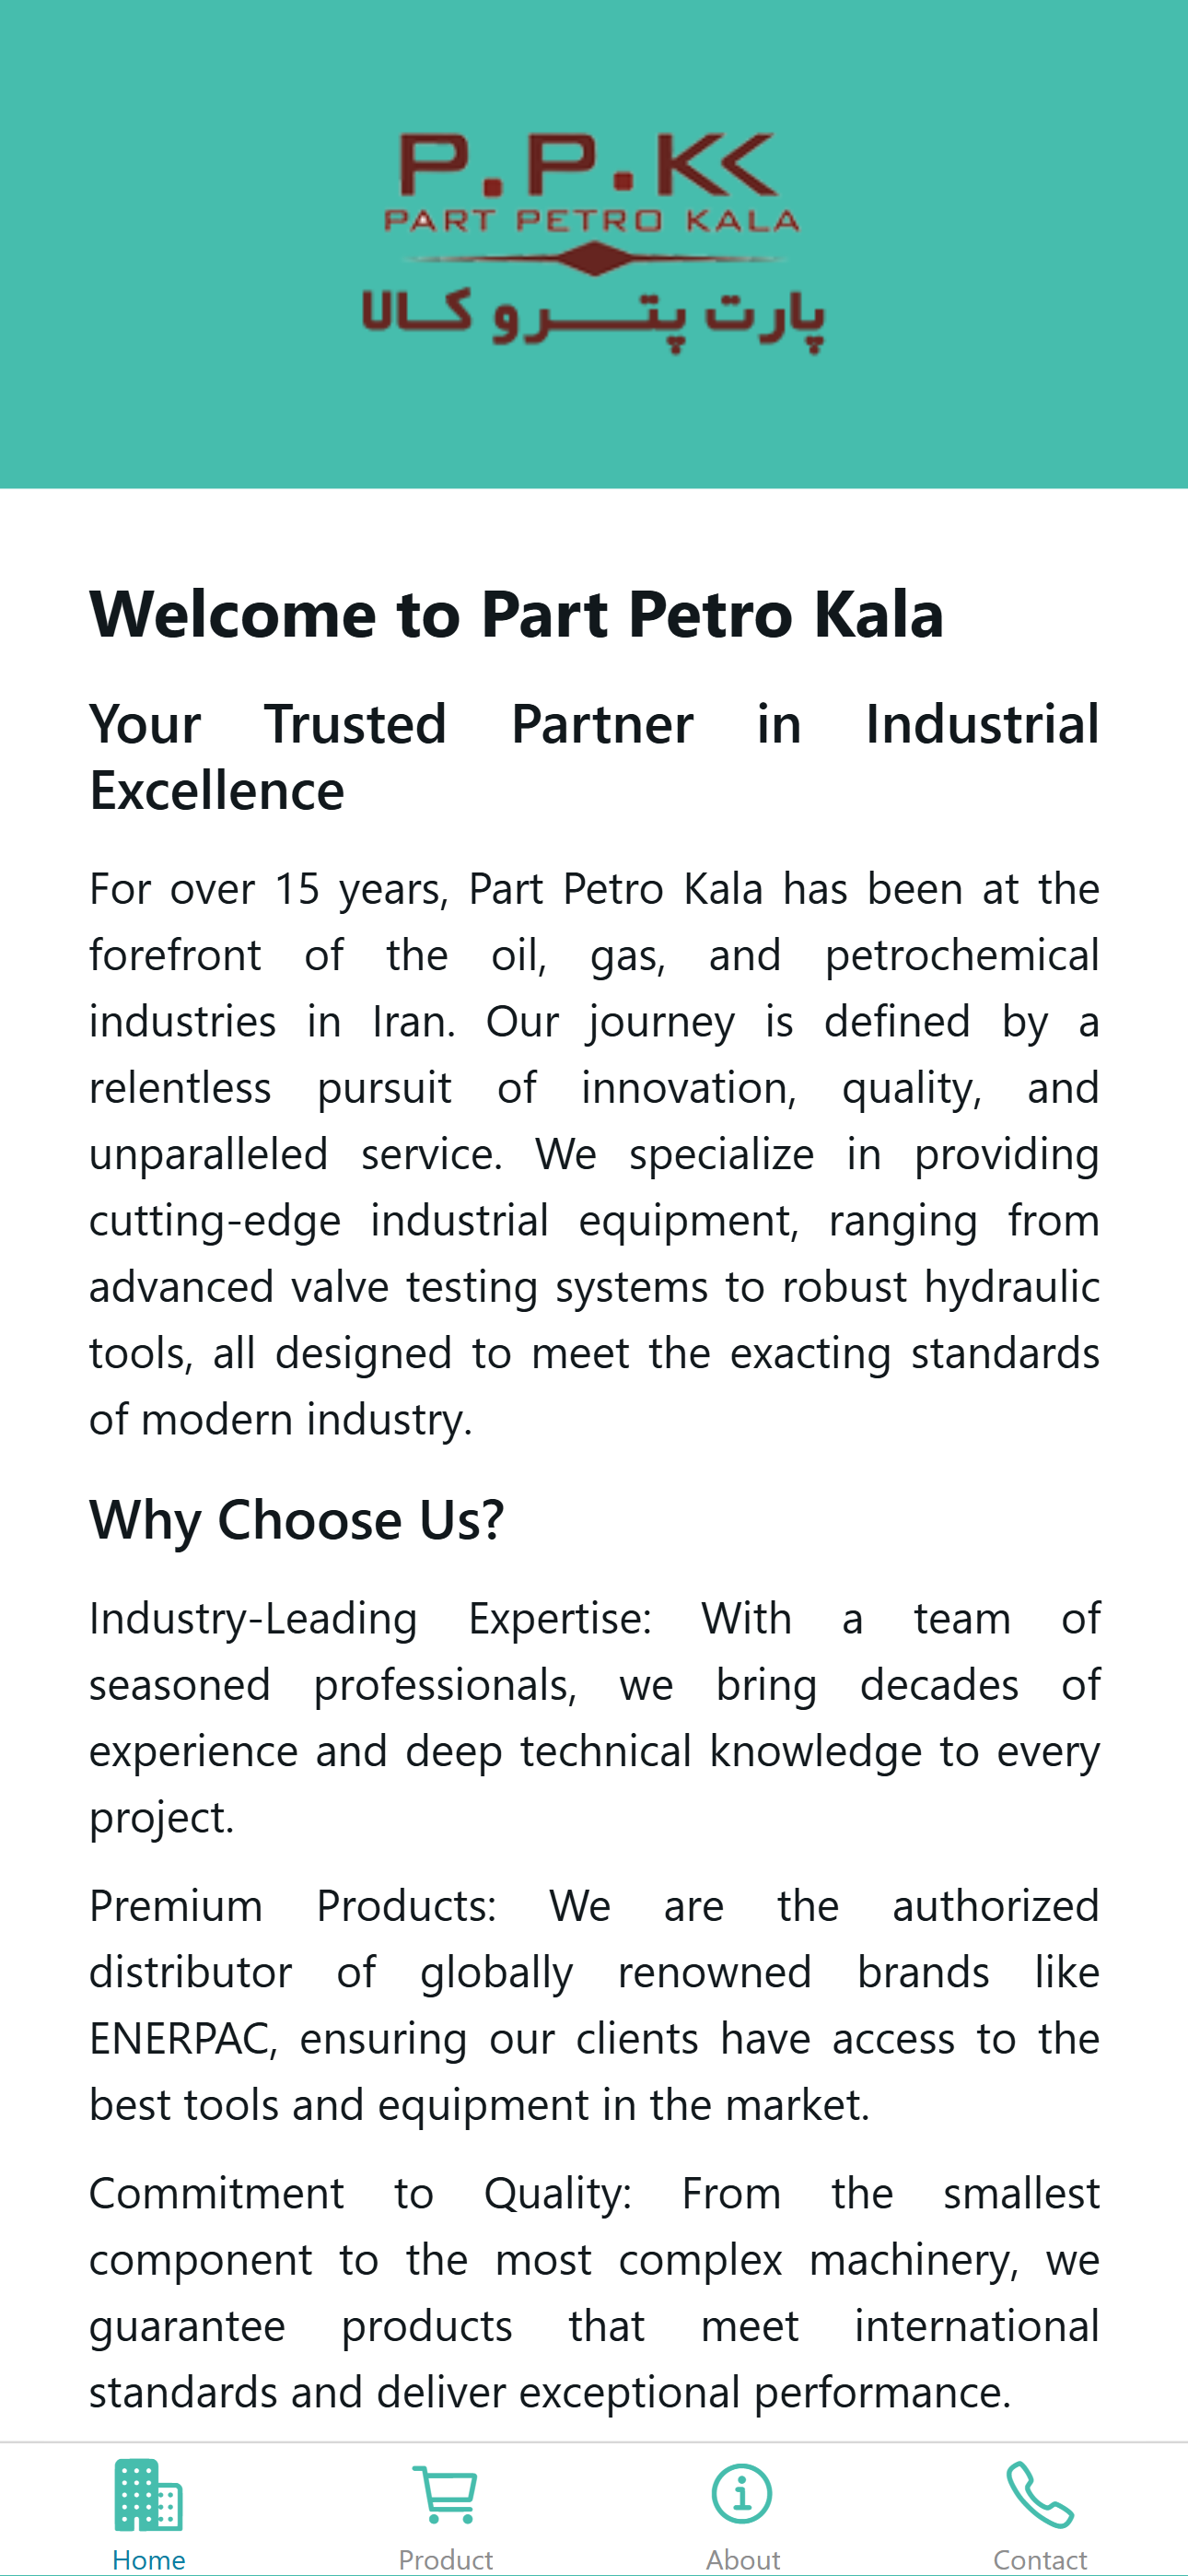 P.P.K
PART PETRO KALA
پارت پترو کالا
Welcome to Part Petro Kala
Your Trusted Partner in Industrial
Excellence
For over 15 years, Part Petro Kala has been at the
forefront of the oil, gas, and petrochemical
industries in Iran. Our journey is defined by a
relentless pursuit of innovation, quality, and
unparalleled service. We specialize in providing
cutting-edge industrial equipment, ranging from
advanced valve testing systems to robust hydraulic
tools, all designed to meet the exacting standards
of modern industry.
Why Choose Us?
Industry-Leading Expertise: With a team of
seasoned professionals, we bring decades of
experience and deep technical knowledge to every
project.
Premium Products: We are the authorized
distributor of globally renowned brands like
ENERPAC, ensuring our clients have access to the
best tools and equipment in the market.
Commitment to Quality: From the smallest
component to the most complex machinery, we
guarantee products that meet international
standards and deliver exceptional performance.
Home Product About Contact